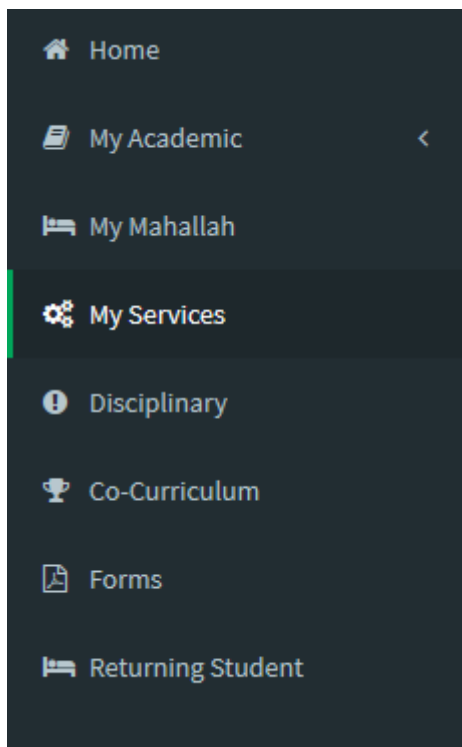 Home
My Academic
My Mahallah
My Services
Disciplinary
Co-Curriculum
Forms
Returning Student